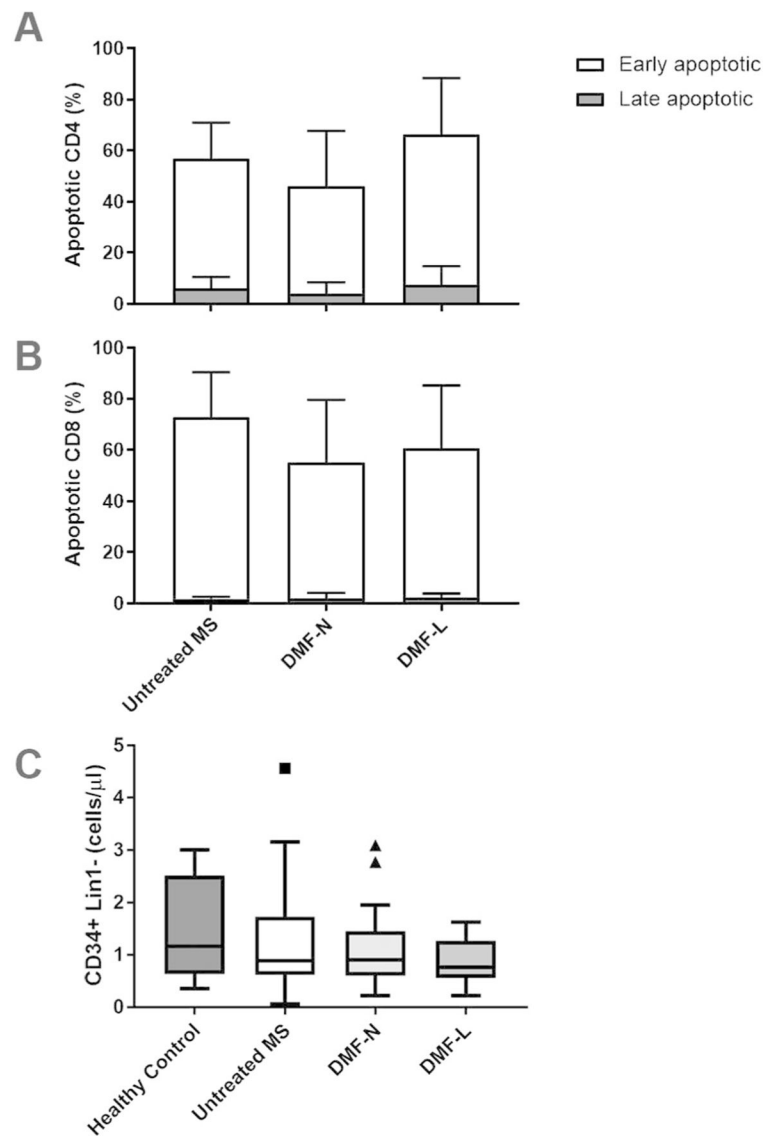 A
Apoptotic CD4 (%)
100
80
60
40
20
0
Early apoptotic
Late apoptotic
B
Apoptotic CD8 (%)
100
80
60
40
20
0
Untreated MS
DMF-N
DMF-L
C
CD34+ Lin1- (cells/µl)
5
4
3
2
1
0
Healthy Control
Untreated MS
DMF-N
DMF-L